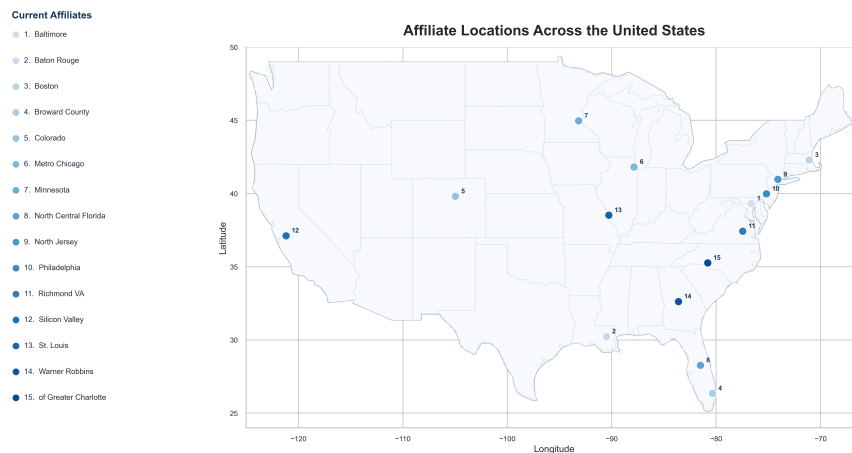 Current Affiliates
1. Baltimore
2. Baton Rouge
3. Boston
4. Broward County
5. Colorado
6. Metro Chicago
7. Minnesota
8. North Central Florida
9. North Jersey
10. Philadelphia
11. Richmond VA
12. Silicon Valley
13. St. Louis
14. Warner Robbins
15. of Greater Charlotte
Affiliate Locations Across the United States
50
45
40
35
30
25
Latitude
7
3
6
9
10
5
1
13
11
12
15
14
2
8
4
−120
−110
−100
−90
−80
−70
Longitude